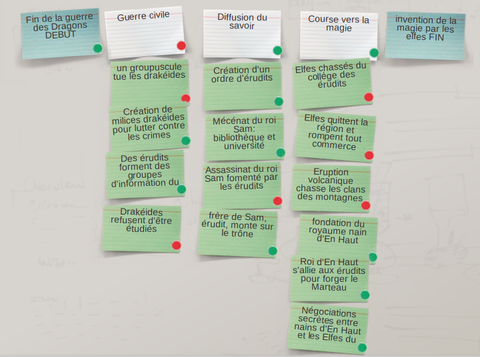 Fin de la guerre
des Dragons
DEBUT
Guerre civile
un groupuscule
tue les drakéides
Création de
milices drakéides
pour lutter contre
les crimes
Des érudits
forment des
groupes
d'information du
Drakéides
refusent d'être
étudiés
Diffusion du
savoir
Création d'un
ordre d'érudits
Mécénat du roi
Sam:
bibliothèque et
université
Assassinat du roi
Sam fomenté par
les érudits
frère de Sam,
érudit, monte sur
le trône
Course vers la
magie
Elfes chassés du
collège des
érudits
Elfes quittent la
région et
rompent tout
commerce
Eruption
volcanique
chasse les clans
des montagnes
fondation du
royaume nain
d'En Haut
Roi d'En Haut
s'allie aux érudits
pour forger le
Marteau
Négociations
secrètes entre
nains d'En Haut
et les Elfes du
invention de la
magie par les
elfes FIN